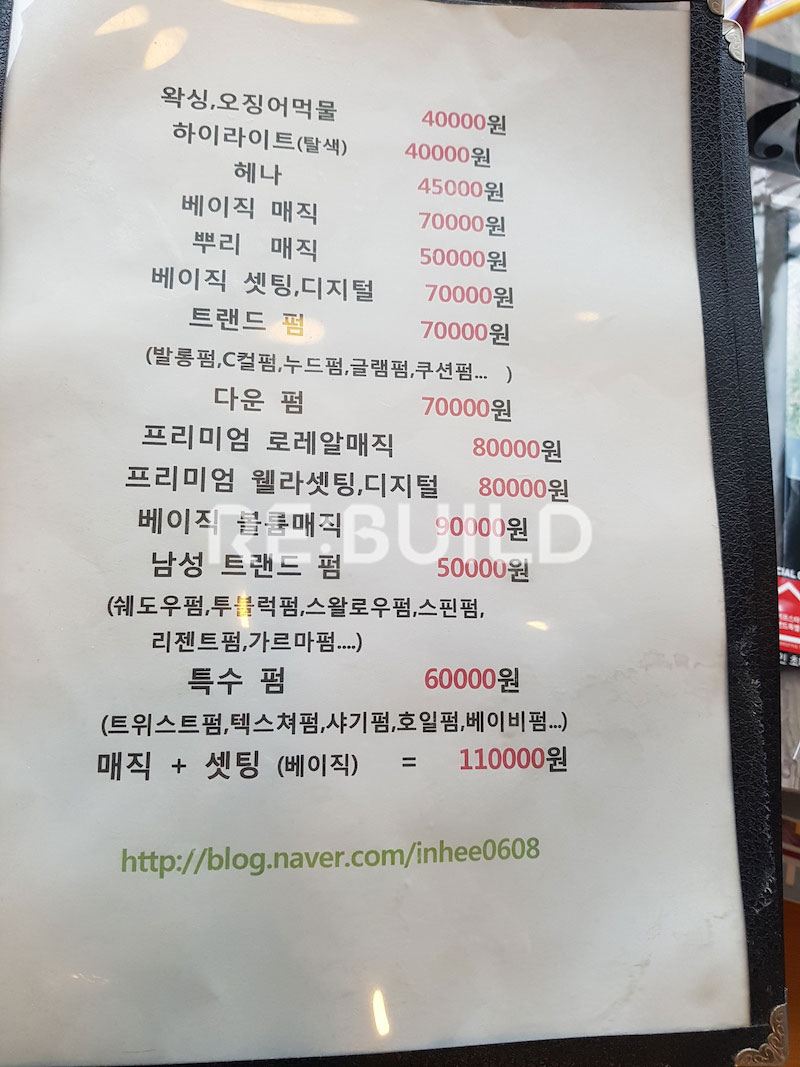 왁싱,오징어먹물 40000원
하이라이트(탈색) 40000원
헤나 45000원
베이직 매직 70000원
뿌리 매직 50000원
베이직 셋팅,디지털 70000원
트랜드 펌 70000원
(발롱펌,C컬펌,누드펌,글램펌,쿠션펌... )
다운 펌 70000원
프리미엄 로레알매직 80000원
프리미엄 웰라셋팅,디지털 80000원
베이직 볼륨매직 90000원
RE:BUILD
남성 트랜드 펌 50000원
(쉐도우펌,투블럭펌,스왈로우펌,스핀펌,
리젠트펌,가르마펌....)
특수 펌 60000원
(트위스트펌,텍스쳐펌,샤기펌,호일펌,베이비펌...)
매직 + 셋팅 (베이직) = 110000원
http://blog.naver.com/inhee0608